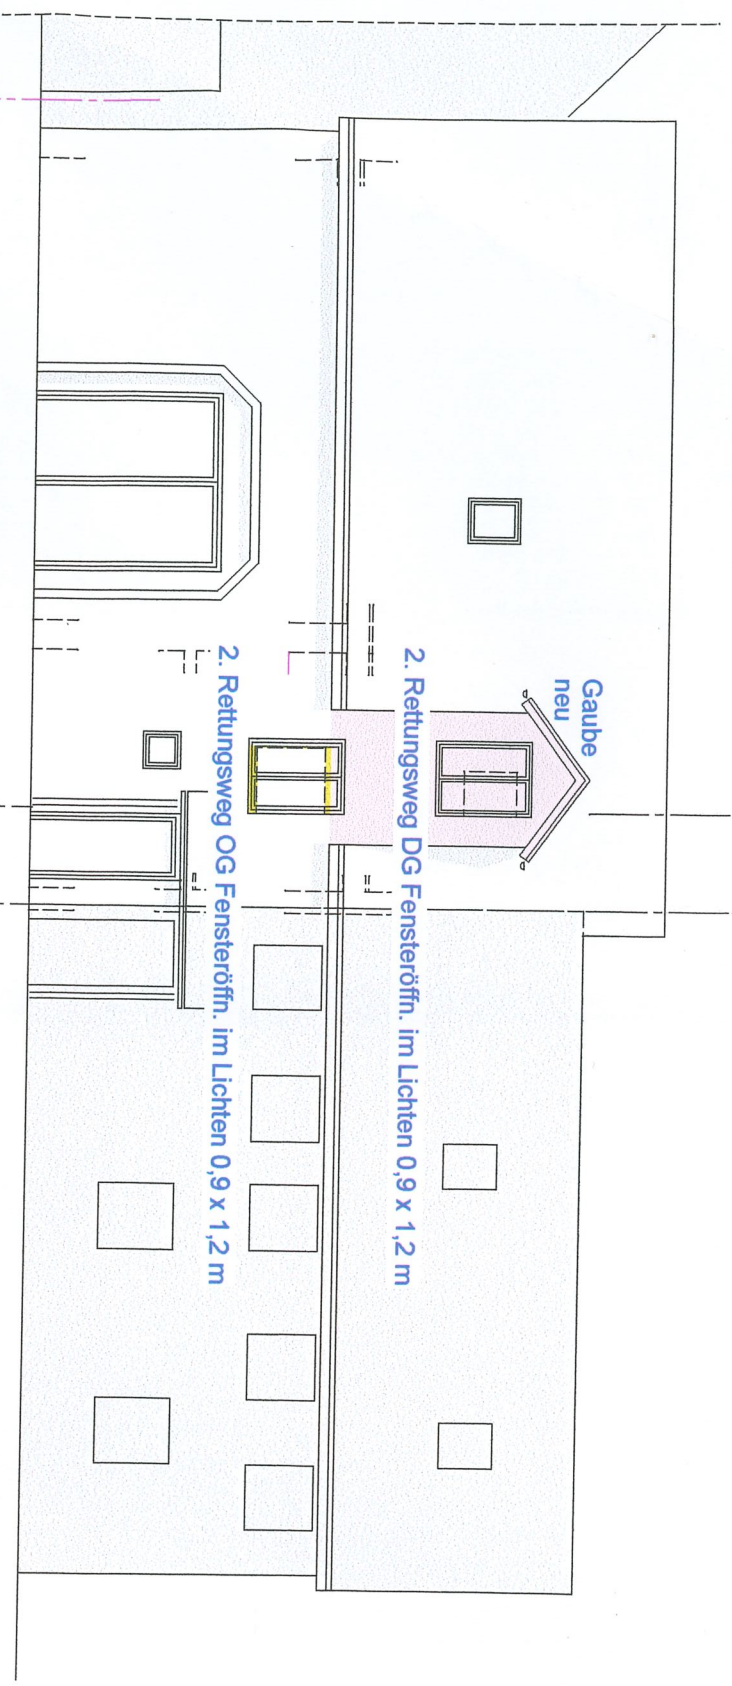 Gaube
neu
2. Rettungsweg DG Fensteröffn. im Lichten 0,9 x 1,2 m
2. Rettungsweg OG Fensteröffn. im Lichten 0,9 x 1,2 m